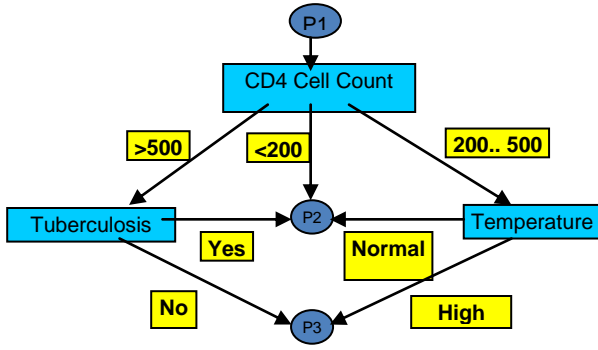 P1
CD4 Cell Count
>500
<200
200.. 500
Tuberculosis
P2
Temperature
Yes
Normal
No
High
P3